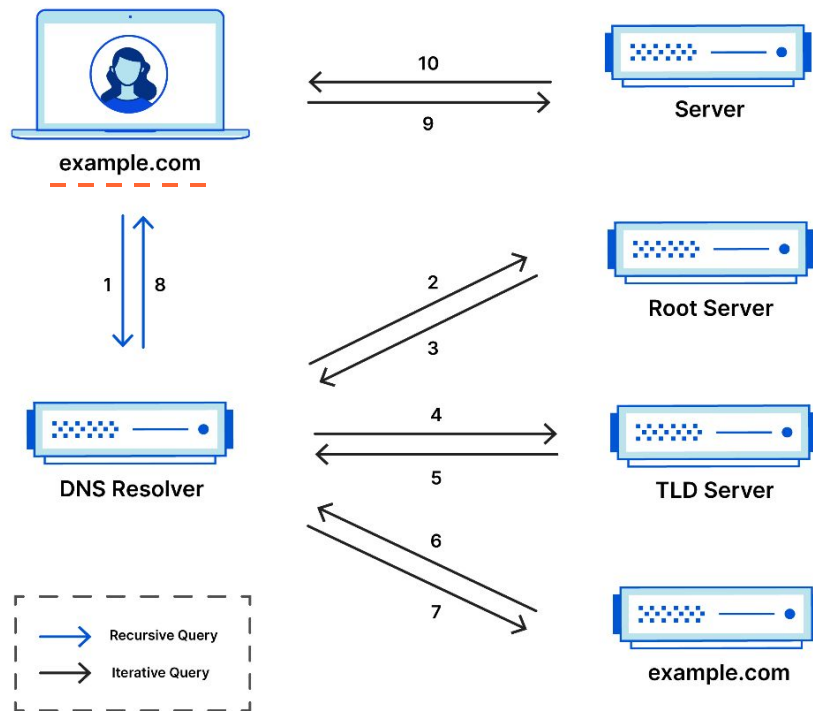 10
9
Server
example.com
1
8
2
3
Root Server
4
5
DNS Resolver
TLD Server
6
7
Recursive Query
Iterative Query
example.com